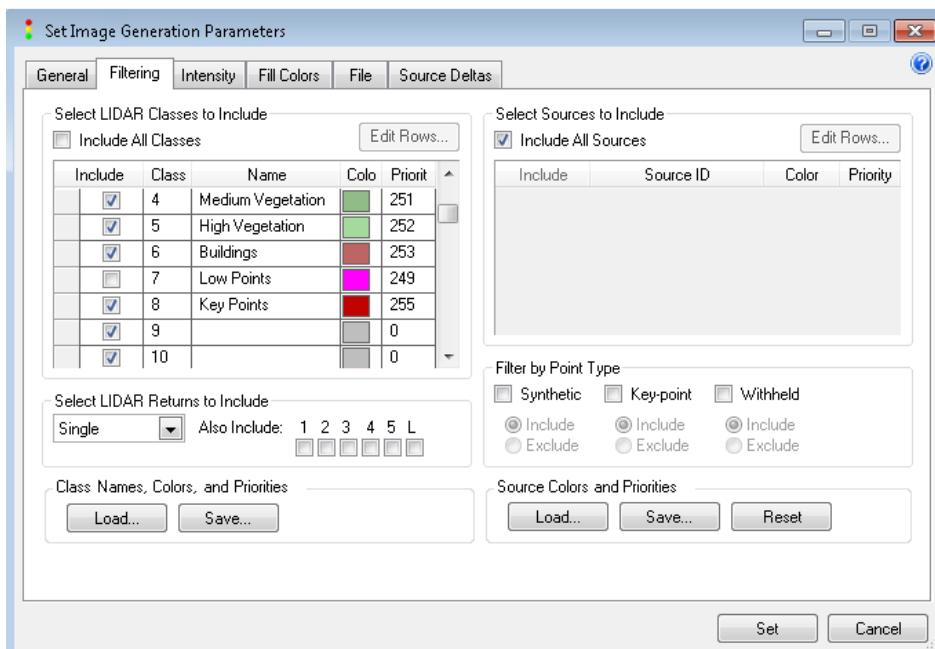 Set Image Generation Parameters
General Filtering Intensity Fill Colors File Source Deltas
Select LIDAR Classes to Include
Include All Classes
Edit Rows...
Include Class Name Colo Priorit
4 Medium Vegetation 251
5 High Vegetation 252
6 Buildings 253
7 Low Points 249
8 Key Points 255
9 0
10 0
Select LIDAR Returns to Include
Single Also Include: 1 2 3 4 5 L
Class Names, Colors, and Priorities
Load... Save...
Select Sources to Include
Include All Sources
Edit Rows...
Include Source ID Color Priority
Filter by Point Type
Synthetic Key-point Withheld
Include Include Include
Exclude Exclude Exclude
Source Colors and Priorities
Load... Save... Reset
Set Cancel